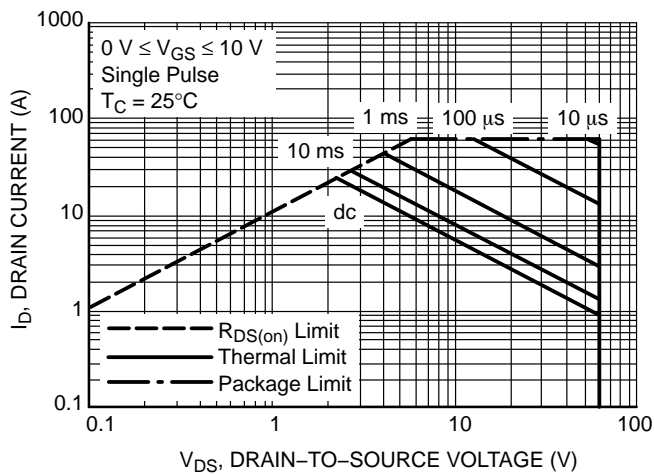 1000
100
10
1
0.1
I_D, DRAIN CURRENT (A)
0 V ≤ V_GS ≤ 10 V
Single Pulse
T_C = 25°C
1 ms
100 μs
10 μs
10 ms
dc
R_DS(on) Limit
Thermal Limit
Package Limit
0.1
1
10
100
V_DS, DRAIN−TO−SOURCE VOLTAGE (V)